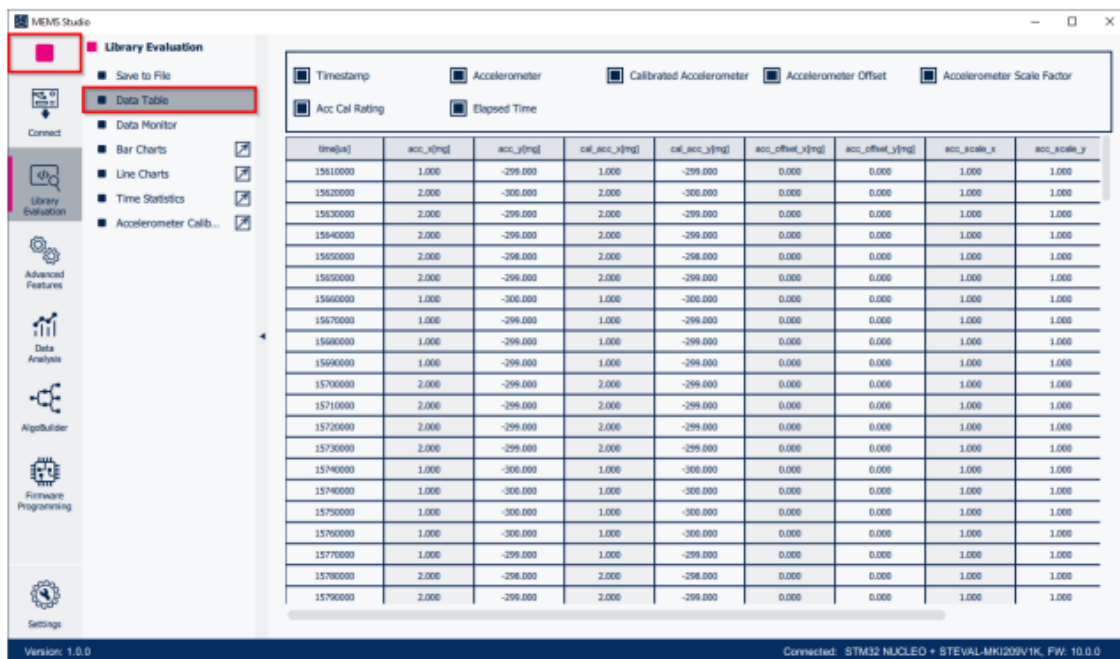 MEMS Studio
Library Evaluation
Save to File
Data Table
Data Monitor
Bar Charts
Line Charts
Time Statistics
Accelerometer Calib...
Connect
Library
Evaluation
Advanced
Features
Data
Analysis
AlgoBuilder
Firmware
Programming
Settings
Timestamp Accelerometer Calibrated Accelerometer Accelerometer Offset Accelerometer Scale Factor
Acc Cal Rating Elapsed Time
time[us] acc_x[mg] acc_y[mg] cal_acc_x[mg] cal_acc_y[mg] acc_offset_x[mg] acc_offset_y[mg] acc_scale_x acc_scale_y
15610000 1.000 -299.000 1.000 -299.000 0.000 0.000 1.000 1.000
15620000 2.000 -300.000 2.000 -300.000 0.000 0.000 1.000 1.000
15630000 2.000 -299.000 2.000 -299.000 0.000 0.000 1.000 1.000
15640000 2.000 -299.000 2.000 -299.000 0.000 0.000 1.000 1.000
15650000 2.000 -298.000 2.000 -298.000 0.000 0.000 1.000 1.000
15650000 2.000 -299.000 2.000 -299.000 0.000 0.000 1.000 1.000
15660000 1.000 -300.000 1.000 -300.000 0.000 0.000 1.000 1.000
15670000 1.000 -299.000 1.000 -299.000 0.000 0.000 1.000 1.000
15680000 1.000 -299.000 1.000 -299.000 0.000 0.000 1.000 1.000
15690000 1.000 -299.000 1.000 -299.000 0.000 0.000 1.000 1.000
15700000 2.000 -299.000 2.000 -299.000 0.000 0.000 1.000 1.000
15710000 2.000 -299.000 2.000 -299.000 0.000 0.000 1.000 1.000
15720000 2.000 -299.000 2.000 -299.000 0.000 0.000 1.000 1.000
15730000 2.000 -299.000 2.000 -299.000 0.000 0.000 1.000 1.000
15740000 1.000 -300.000 1.000 -300.000 0.000 0.000 1.000 1.000
15740000 1.000 -300.000 1.000 -300.000 0.000 0.000 1.000 1.000
15750000 1.000 -300.000 1.000 -300.000 0.000 0.000 1.000 1.000
15760000 1.000 -300.000 1.000 -300.000 0.000 0.000 1.000 1.000
15770000 1.000 -299.000 1.000 -299.000 0.000 0.000 1.000 1.000
15780000 2.000 -298.000 2.000 -298.000 0.000 0.000 1.000 1.000
15790000 2.000 -299.000 2.000 -299.000 0.000 0.000 1.000 1.000
Version: 1.0.0 Connected: STM32 NUCLEO + STEVAL-MKI209V1K, FW: 10.0.0